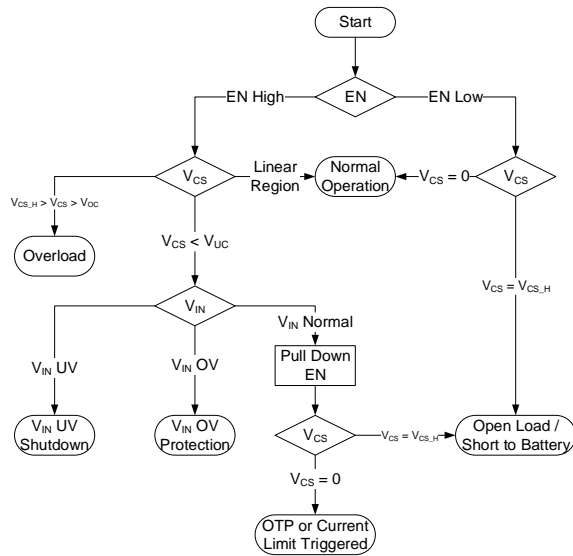 Start
EN
EN High
EN Low
V_CS
Linear
Region
Normal
Operation
V_CS = 0
V_CS
V_CS_H > V_CS > V_OC
Overload
V_CS < V_UC
V_CS = V_CS_H
V_IN
V_IN Normal
V_IN UV
V_IN OV
Pull Down
EN
V_IN UV
Shutdown
V_IN OV
Protection
V_CS
V_CS = V_CS_H
Open Load /
Short to Battery
V_CS = 0
OTP or Current
Limit Triggered